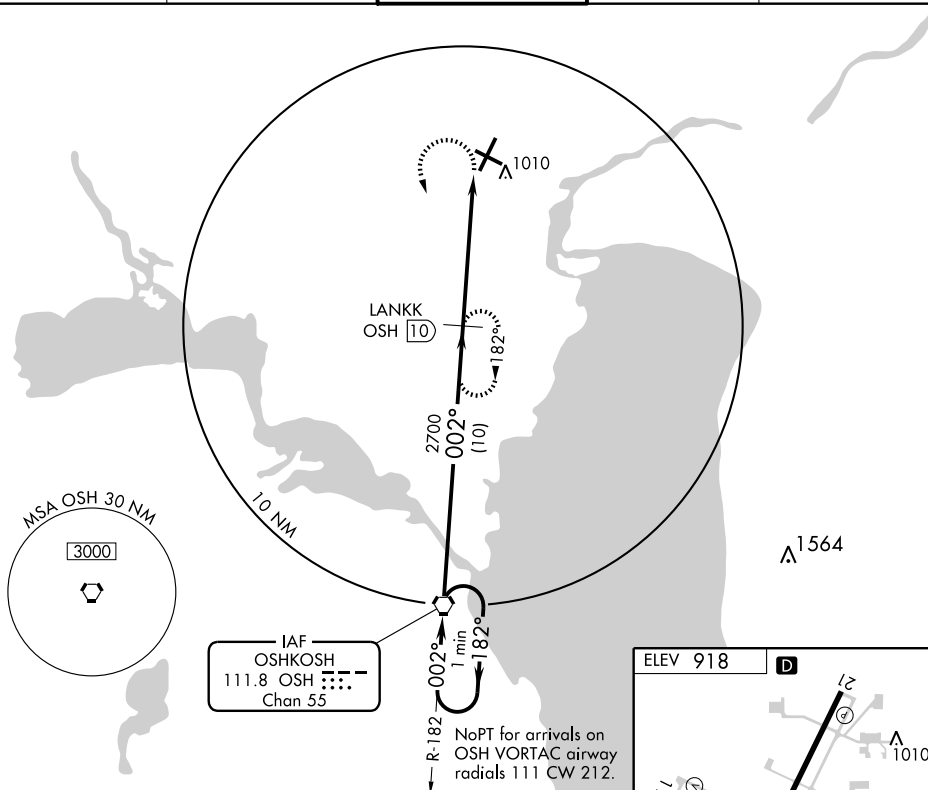 1010
LANKK
OSH 10
182°
2700
002°
(10)
10 NM
MSA OSH 30 NM
3000
1564
IAF
OSHKOSH
111.8 OSH
Chan 55
002°
1 min
182°
R-182
NoPT for arrivals on
OSH VORTAC airway
radials 111 CW 212.
ELEV 918 D
21
P
1010
V